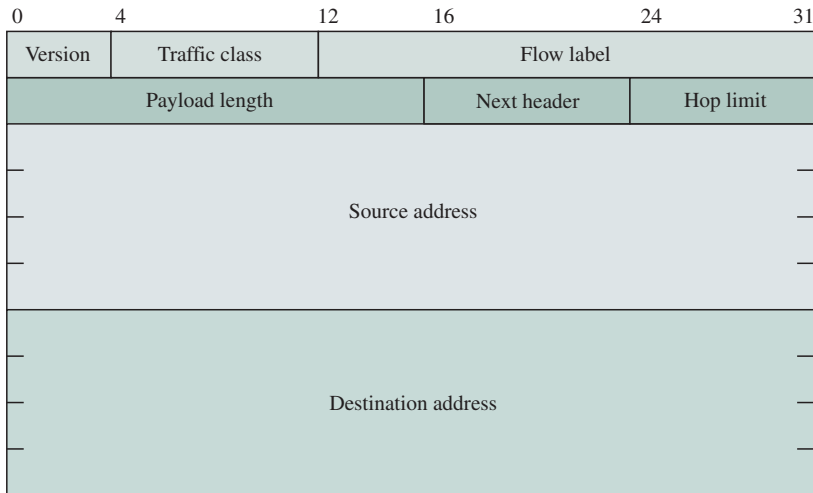 0 4 12 16 24 31
Version Traffic class Flow label
Payload length Next header Hop limit
Source address
Destination address